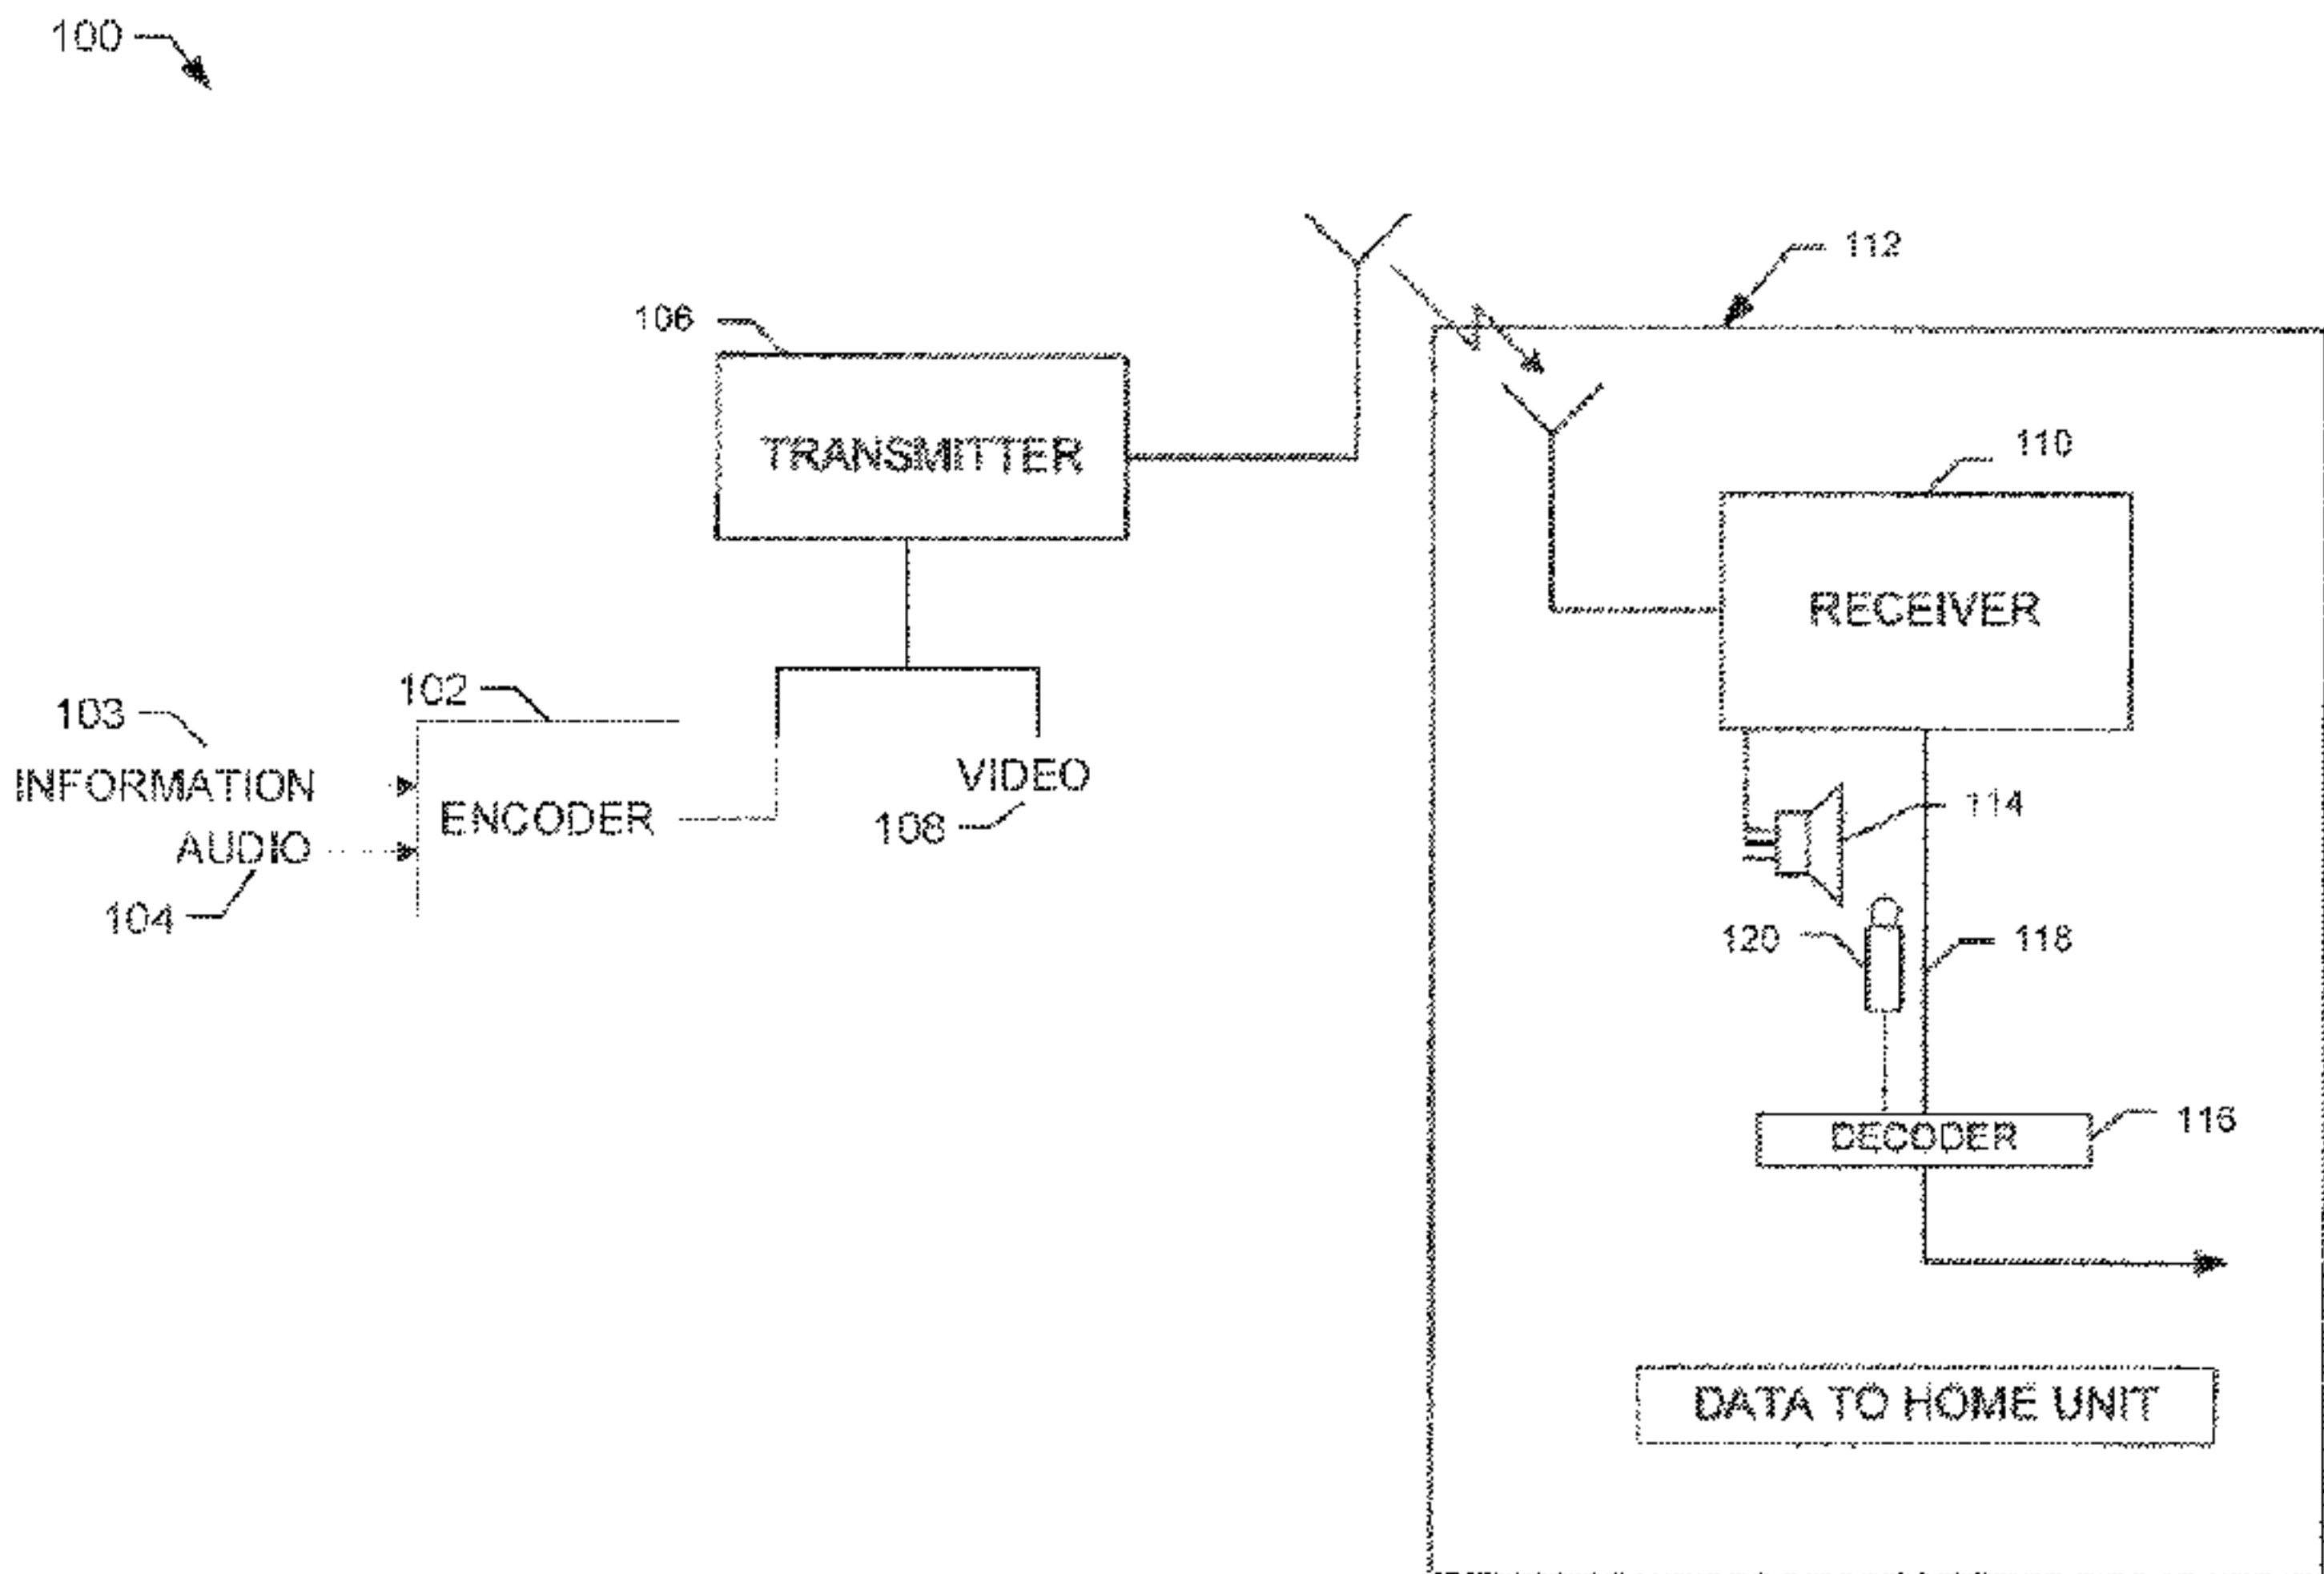 100
112
106
110
TRANSMITTER
RECEIVER
102
103
INFORMATION
VIDEO
114
ENCODER
108
AUDIO
104
120
118
116
DECODER
DATA TO HOME UNIT